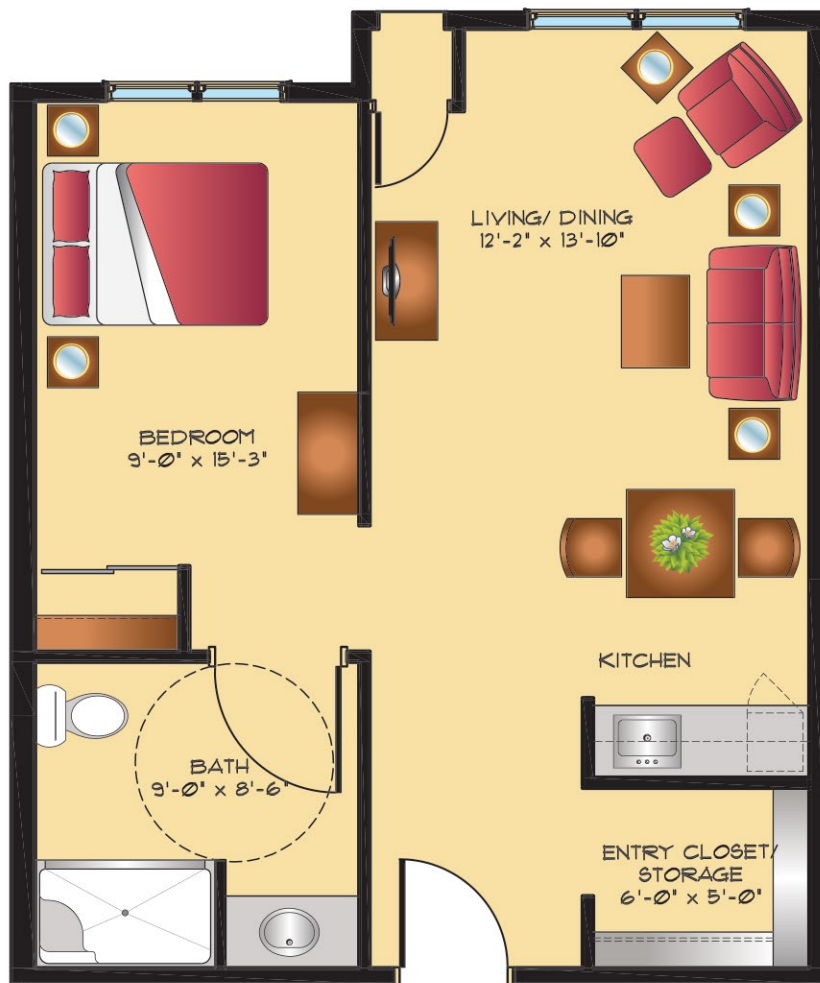 LIVING/ DINING
12'-2" x 13'-10"
BEDROOM
9'-0" x 15'-3"
KITCHEN
BATH
9'-0" x 8'-6"
ENTRY CLOSET/
STORAGE
6'-0" x 5'-0"